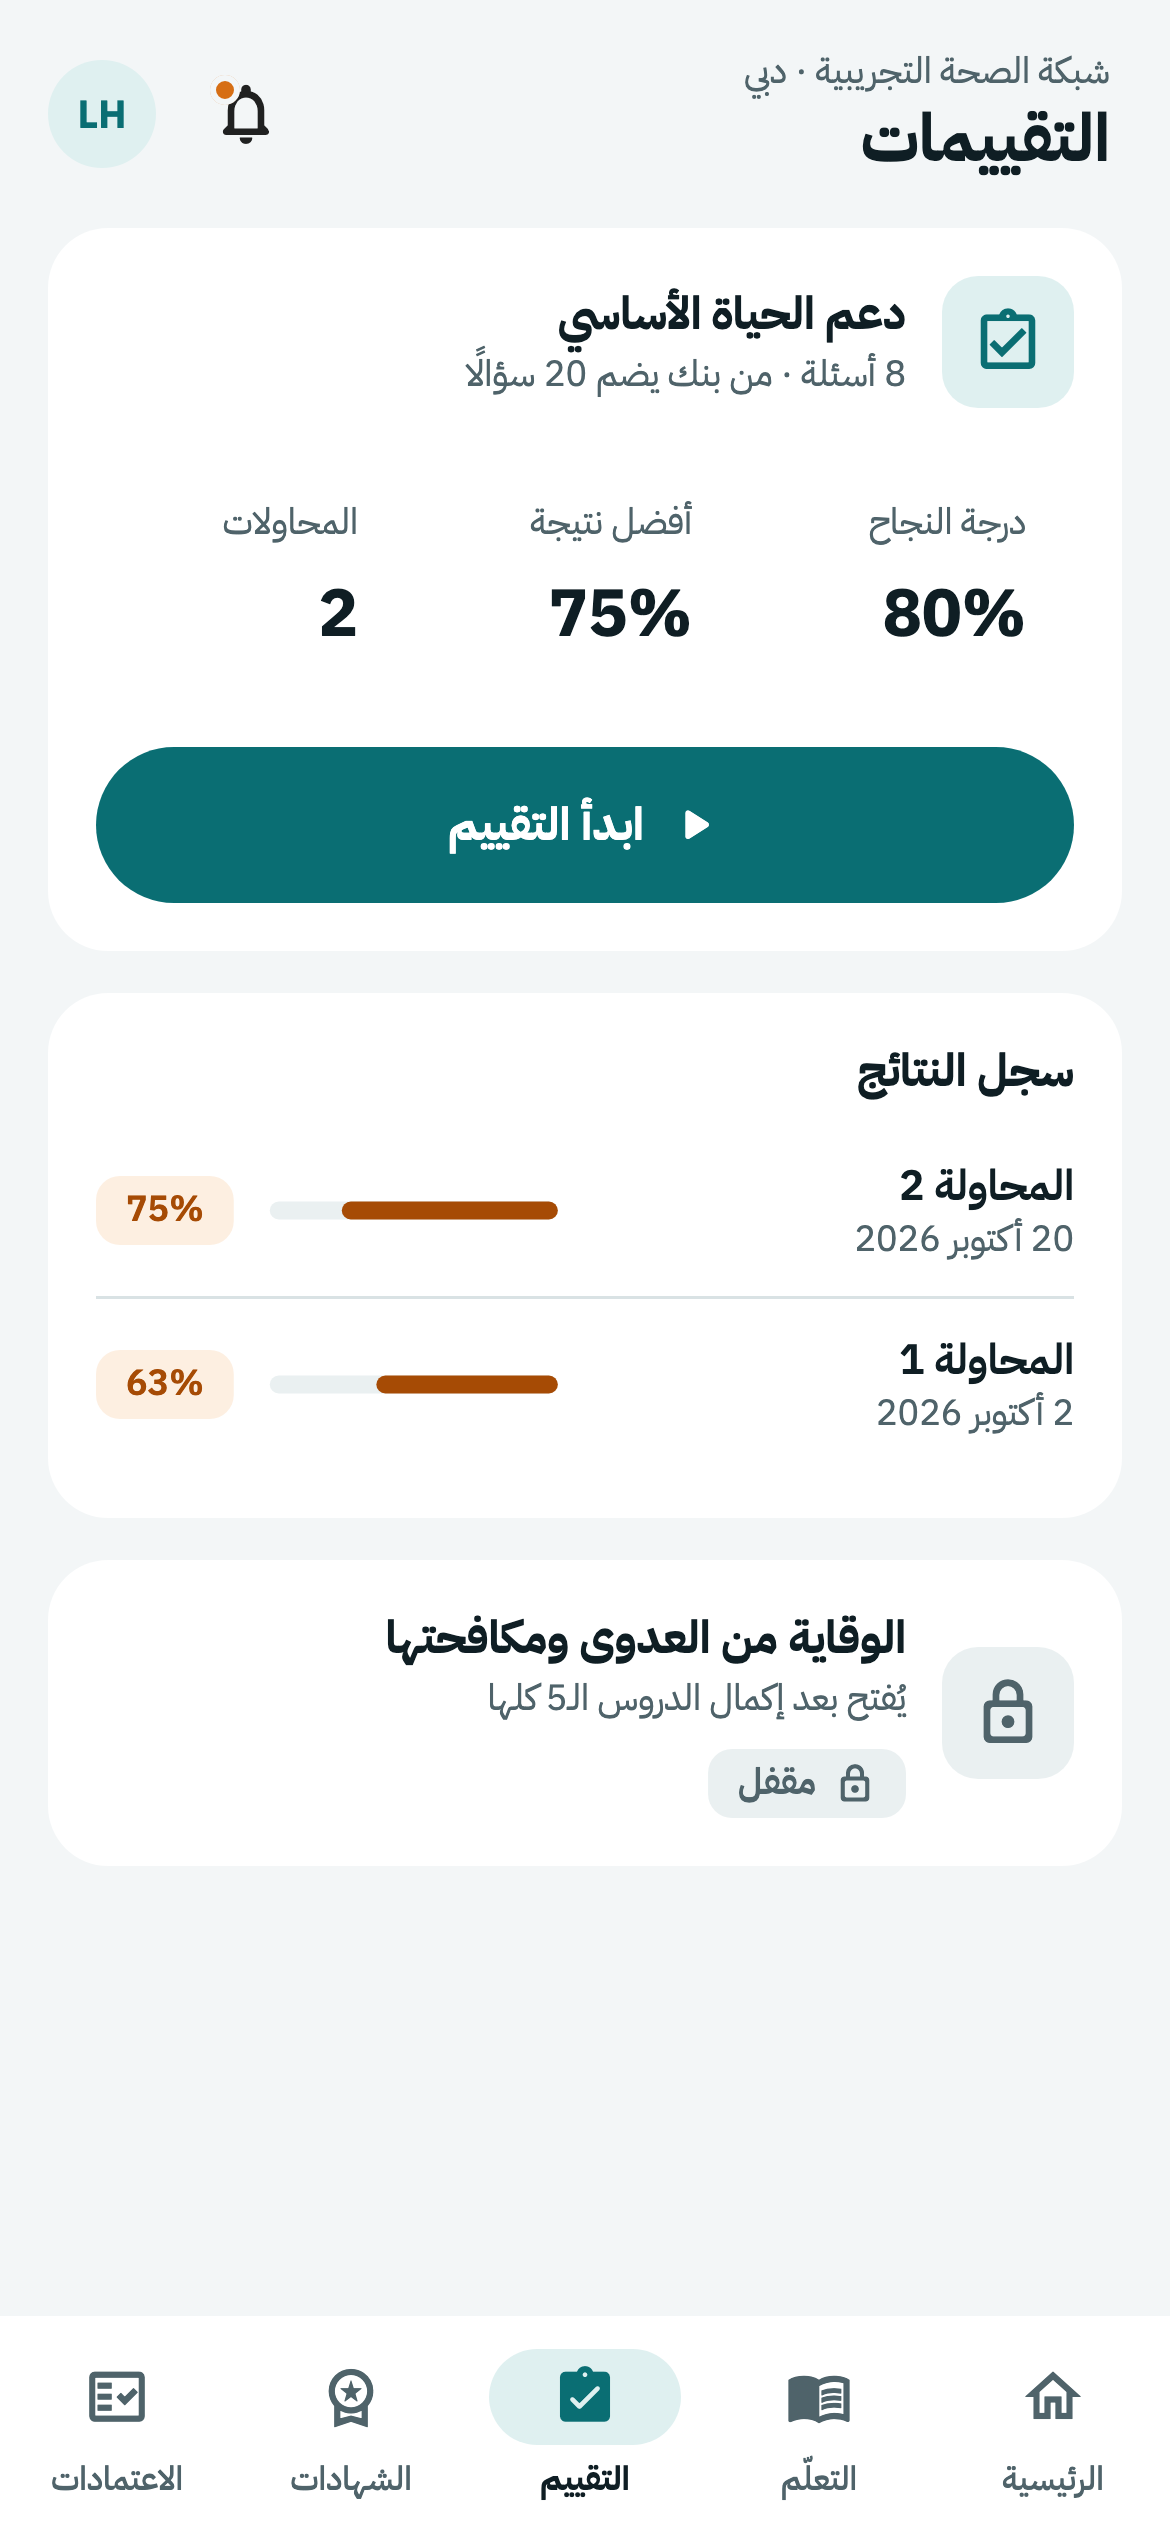 شبكة الصحة التجريبية · دبي
التقييمات
LH
دعم الحياة الأساسي
8 أسئلة · من بنك يضم 20 سؤالًا
درجة النجاح
80%
أفضل نتيجة
75%
المحاولات
2
ابدأ التقييم
سجل النتائج
المحاولة 2
20 أكتوبر 2026
75%
المحاولة 1
2 أكتوبر 2026
63%
الوقاية من العدوى ومكافحتها
يُفتح بعد إكمال الدروس الـ5 كلها
مقفل
الرئيسية
التعلّم
التقييم
الشهادات
الاعتمادات